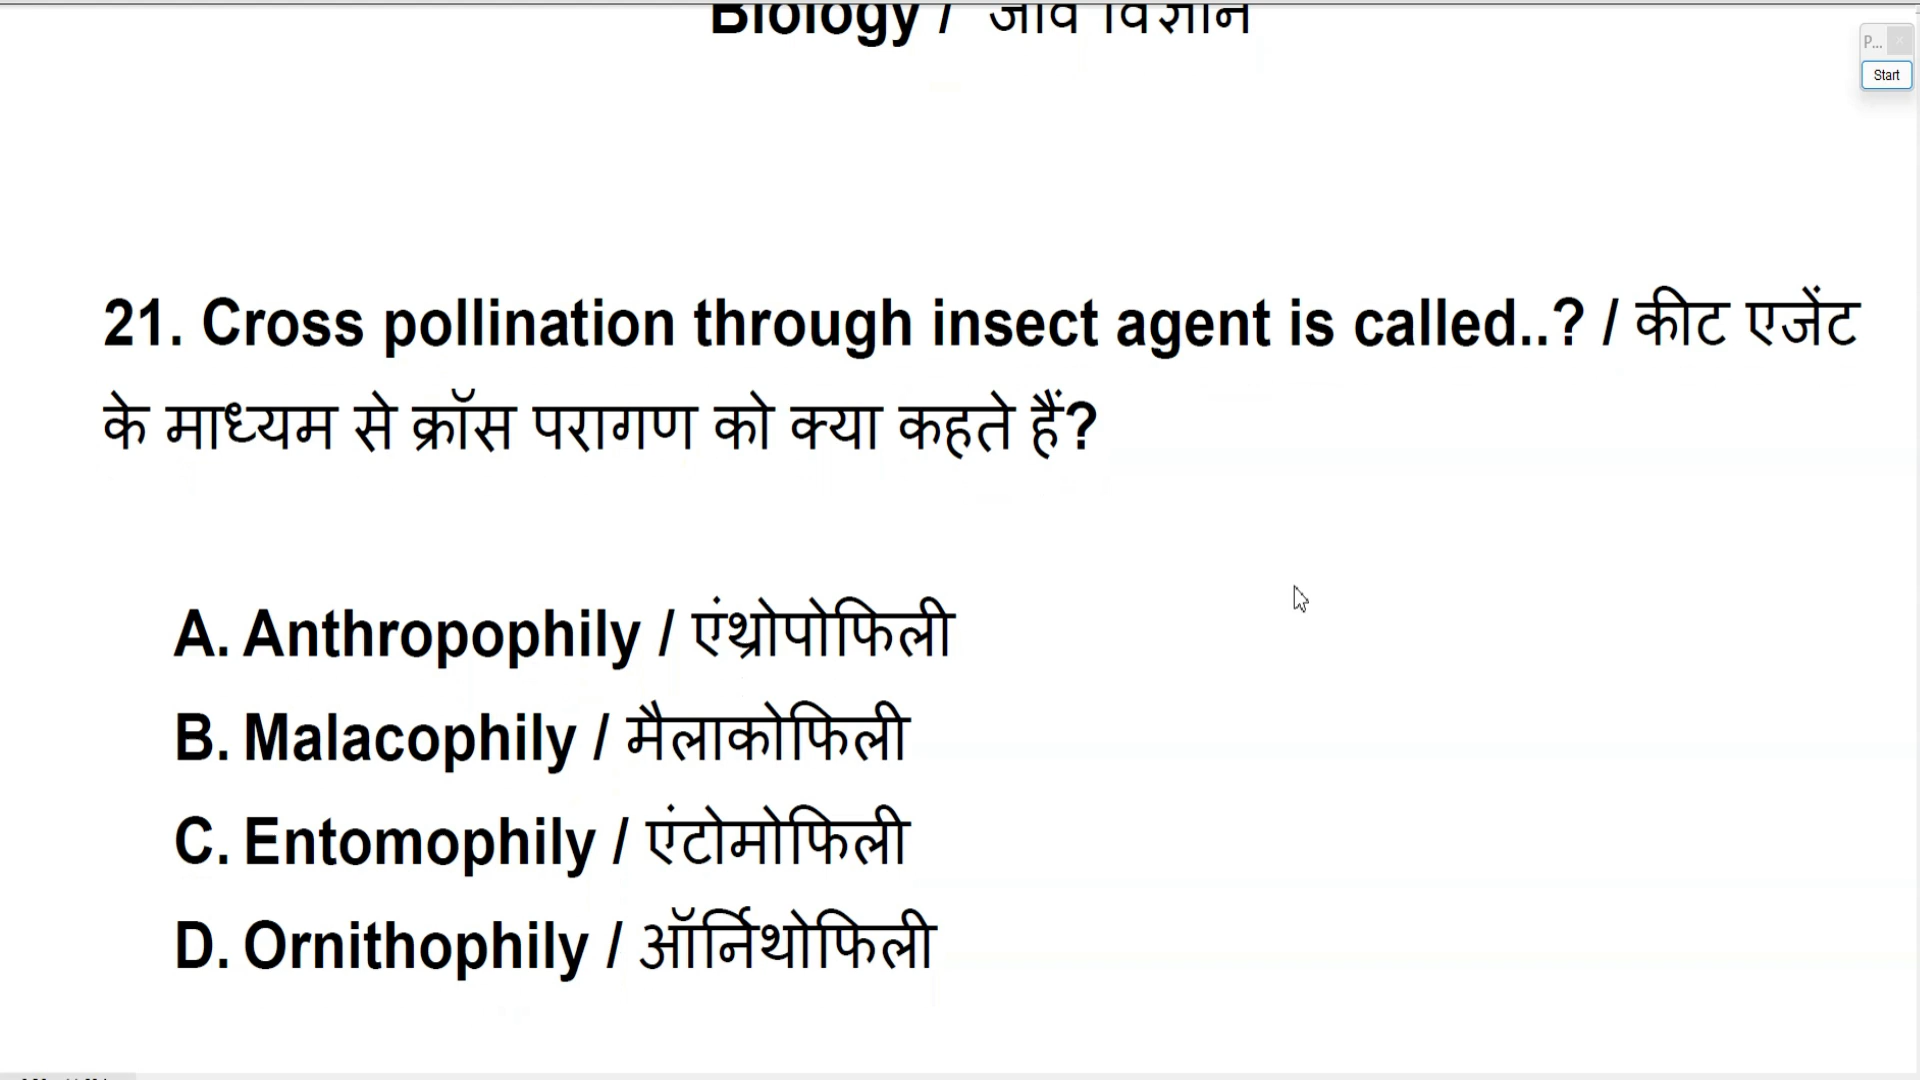 Biology / जीव विज्ञान
P...
Start
21. Cross pollination through insect agent is called..? / कीट एजेंट
के माध्यम से क्रॉस परागण को क्या कहते हैं?
A. Anthropophily / एंथ्रोपोफिली
B. Malacophily / मैलाकोफिली
C. Entomophily / एंटोमोफिली
D. Ornithophily / ऑर्निथोफिली